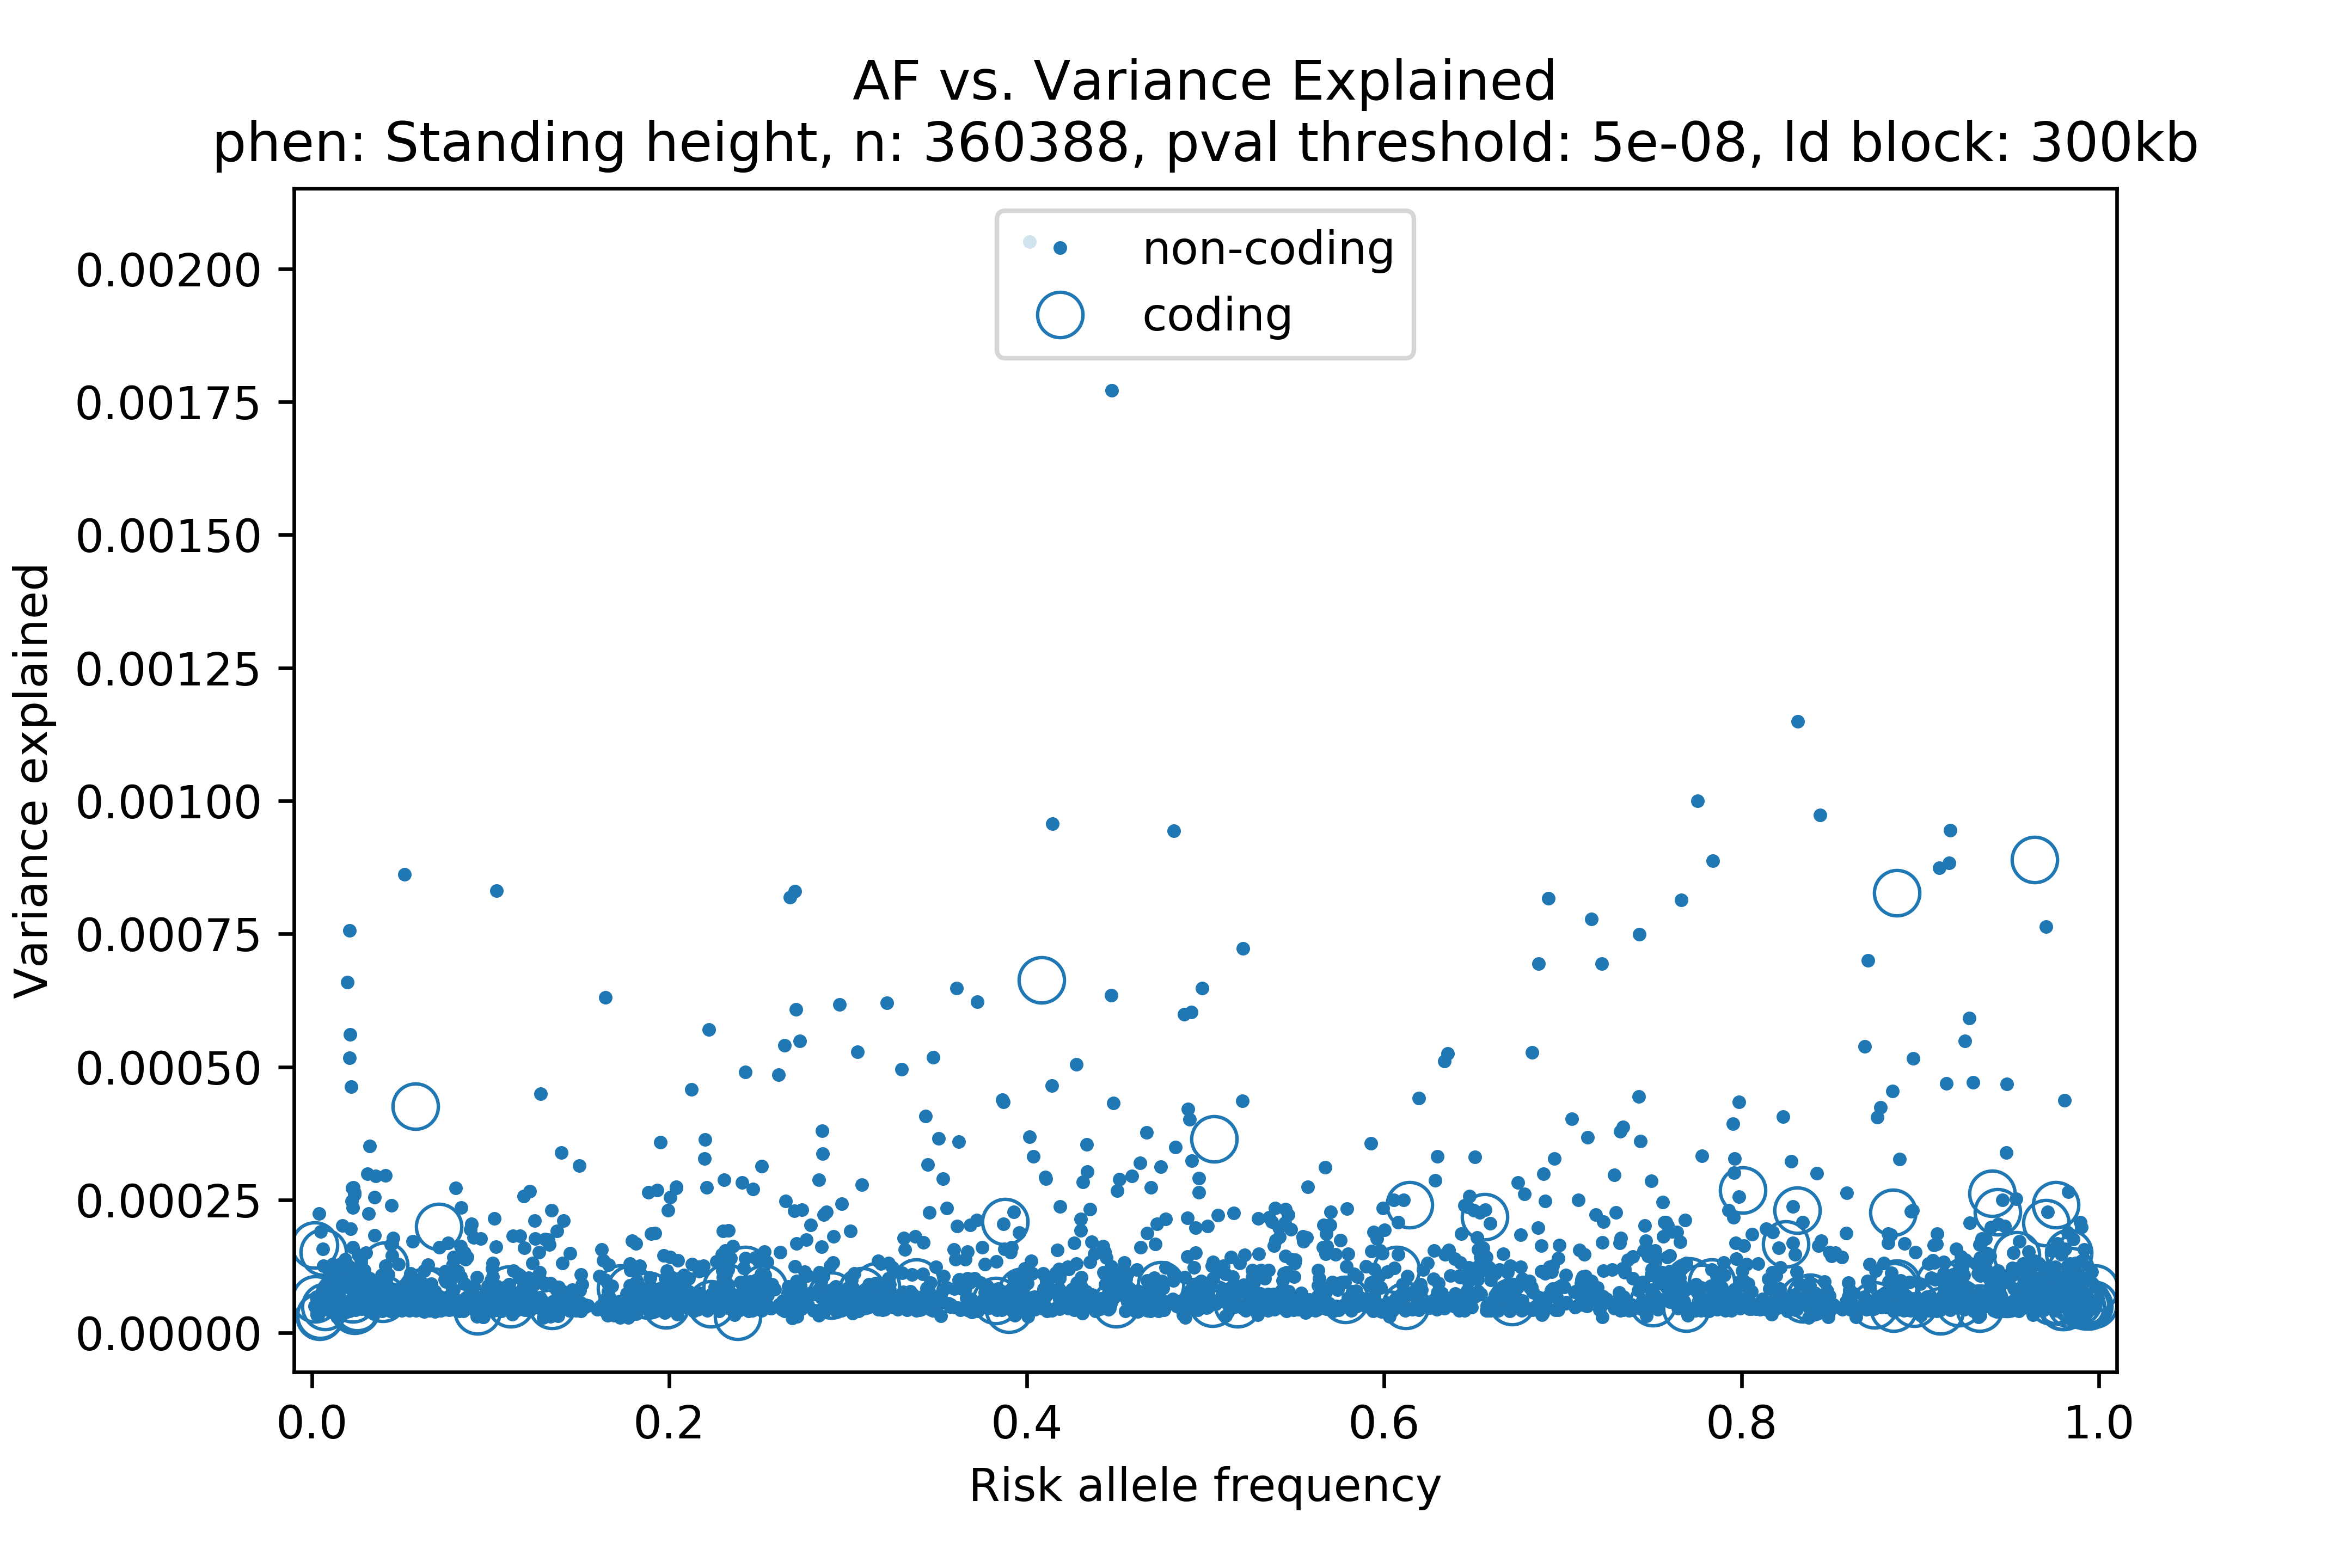 AF vs. Variance Explained
phen: Standing height, n: 360388, pval threshold: 5e-08, ld block: 300kb
non-coding
coding
0.00200
0.00175
0.00150
0.00125
0.00100
0.00075
0.00050
0.00025
0.00000
Variance explained
0.0 0.2 0.4 0.6 0.8 1.0
Risk allele frequency